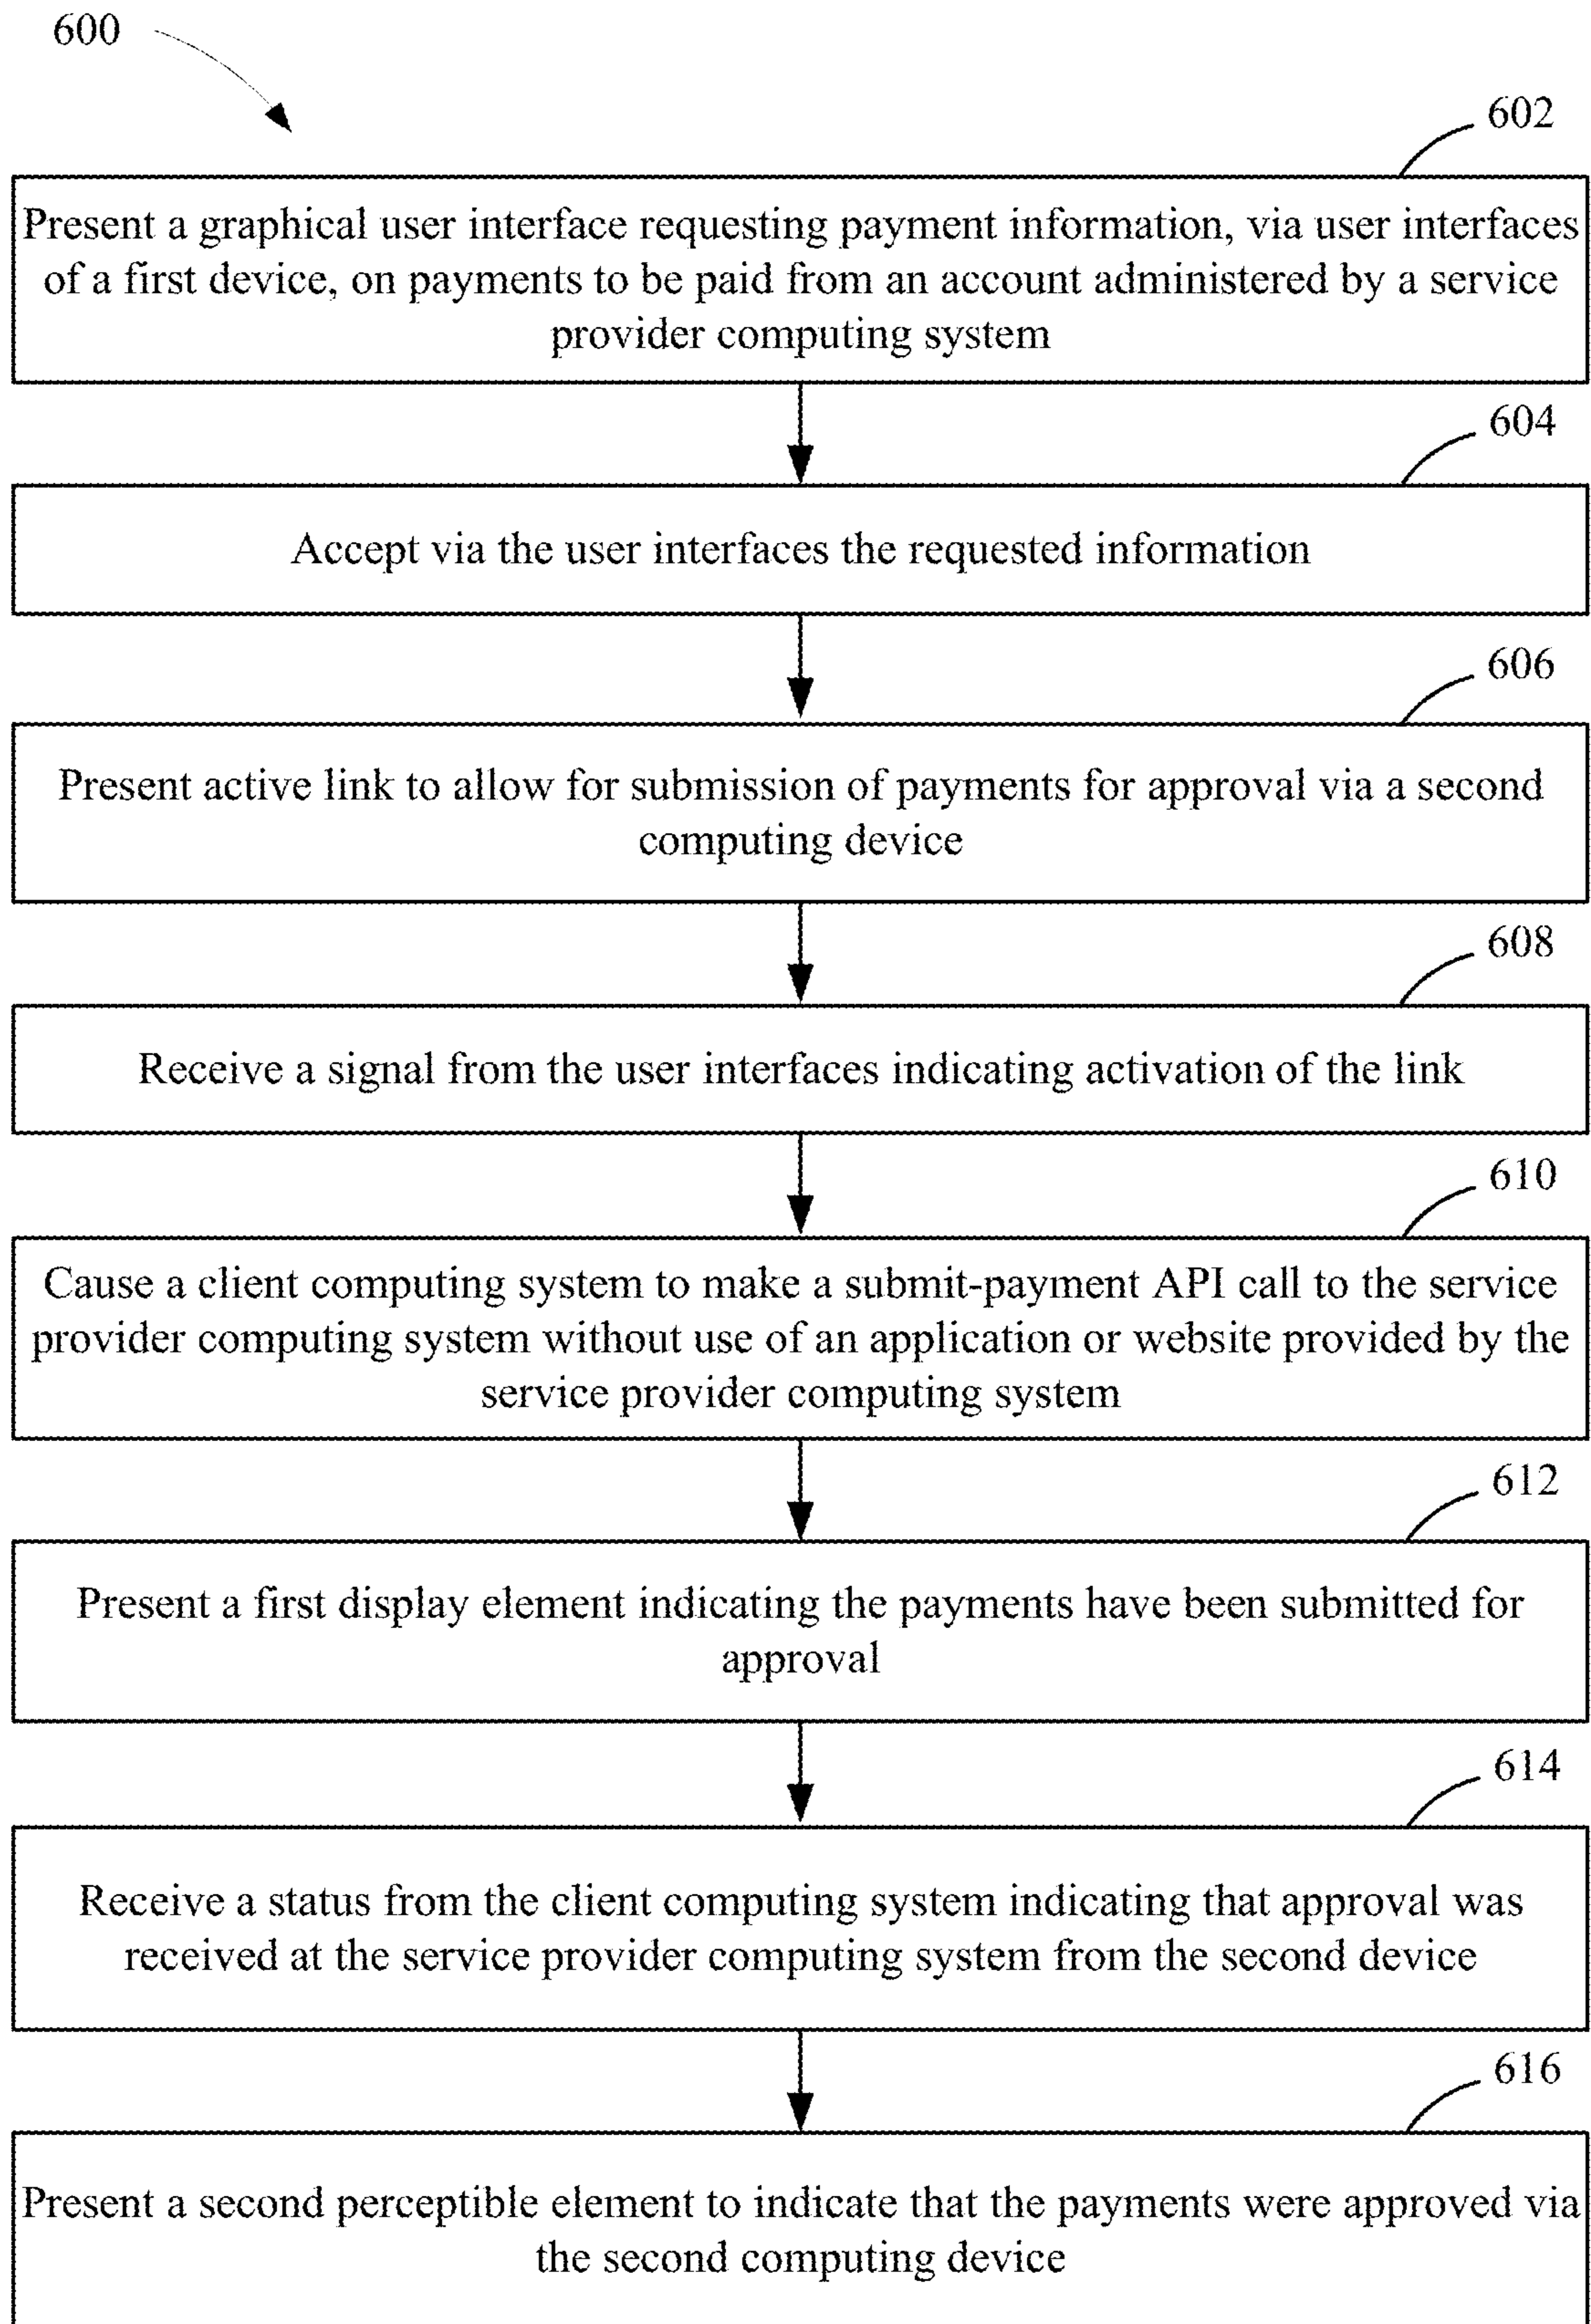 600
602
Present a graphical user interface requesting payment information, via user interfaces
of a first device, on payments to be paid from an account administered by a service
provider computing system
604
Accept via the user interfaces the requested information
606
Present active link to allow for submission of payments for approval via a second
computing device
608
Receive a signal from the user interfaces indicating activation of the link
610
Cause a client computing system to make a submit-payment API call to the service
provider computing system without use of an application or website provided by the
service provider computing system
612
Present a first display element indicating the payments have been submitted for
approval
614
Receive a status from the client computing system indicating that approval was
received at the service provider computing system from the second device
616
Present a second perceptible element to indicate that the payments were approved via
the second computing device